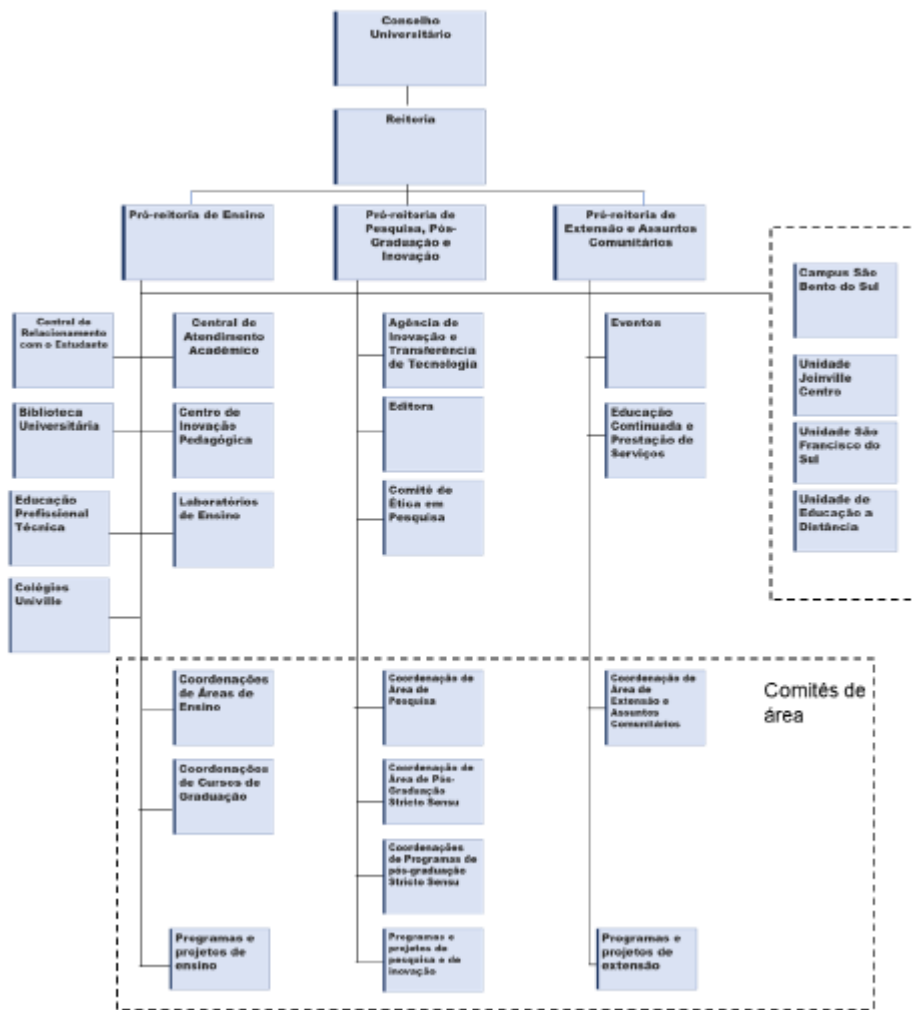 Conselho
Universitário
Reitoria
Pró-reitoria de Ensino
Pró-reitoria de
Pesquisa, Pós-
Graduação e
Inovação
Pró-reitoria de
Extensão e Assuntos
Comunitários
Campus São
Bento do Sul
Central de
Relacionamento
com o Estudante
Central de
Atendimento
Acadêmico
Agência de
Inovação e
Transferência
de Tecnologia
Eventos
Unidade
Joinville
Centro
Biblioteca
Universitária
Centro de
Inovação
Pedagógica
Editora
Educação
Continuada e
Prestação de
Serviços
Unidade São
Francisco do
Sul
Educação
Profissional
Técnica
Laboratórios
de Ensino
Comitê de
Ética em
Pesquisa
Unidade de
Educação a
Distância
Colégios
Univille
Coordenações
de Áreas de
Ensino
Coordenação de
Área de
Pesquisa
Coordenação de
Área de
Extensão e
Assuntos
Comunitários
Comitês de
área
Coordenações
de Cursos de
Graduação
Coordenação de
Área de Pós-
Graduação
Stricto Sensu
Coordenações
de Programas de
pós-graduação
Stricto Sensu
Programas e
projetos de
ensino
Programas e
projetos de
pesquisa e de
inovação
Programas e
projetos de
extensão